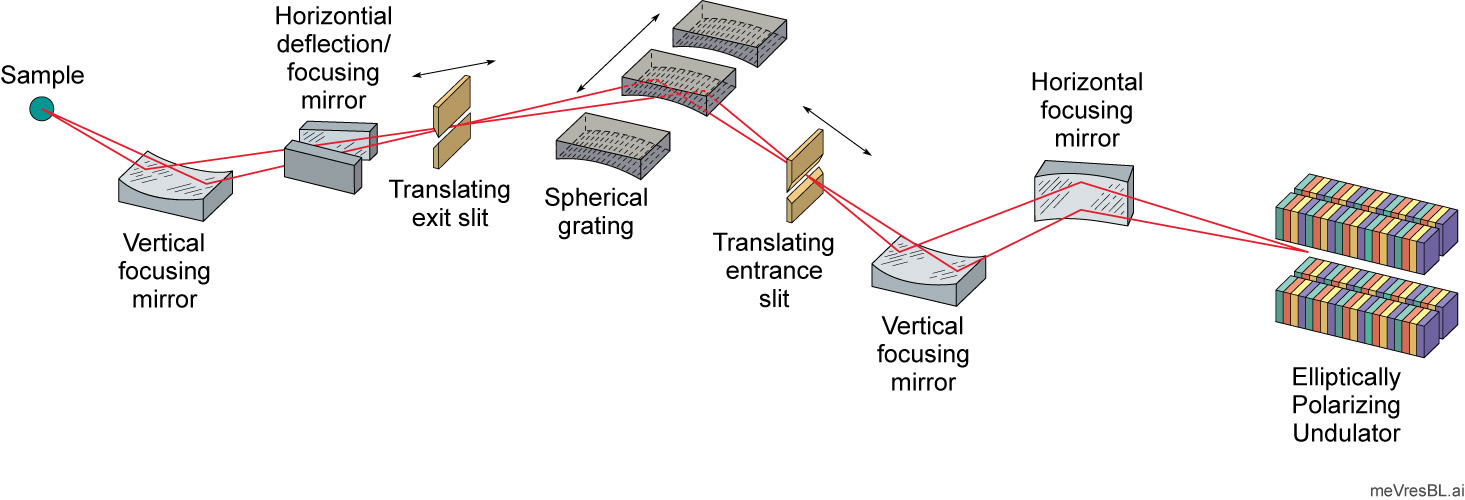 Sample
Horizontial
deflection/
focusing
mirror
Vertical
focusing
mirror
Translating
exit slit
Spherical
grating
Translating
entrance
slit
Vertical
focusing
mirror
Horizontal
focusing
mirror
Elliptically
Polarizing
Undulator
meVresBL.ai